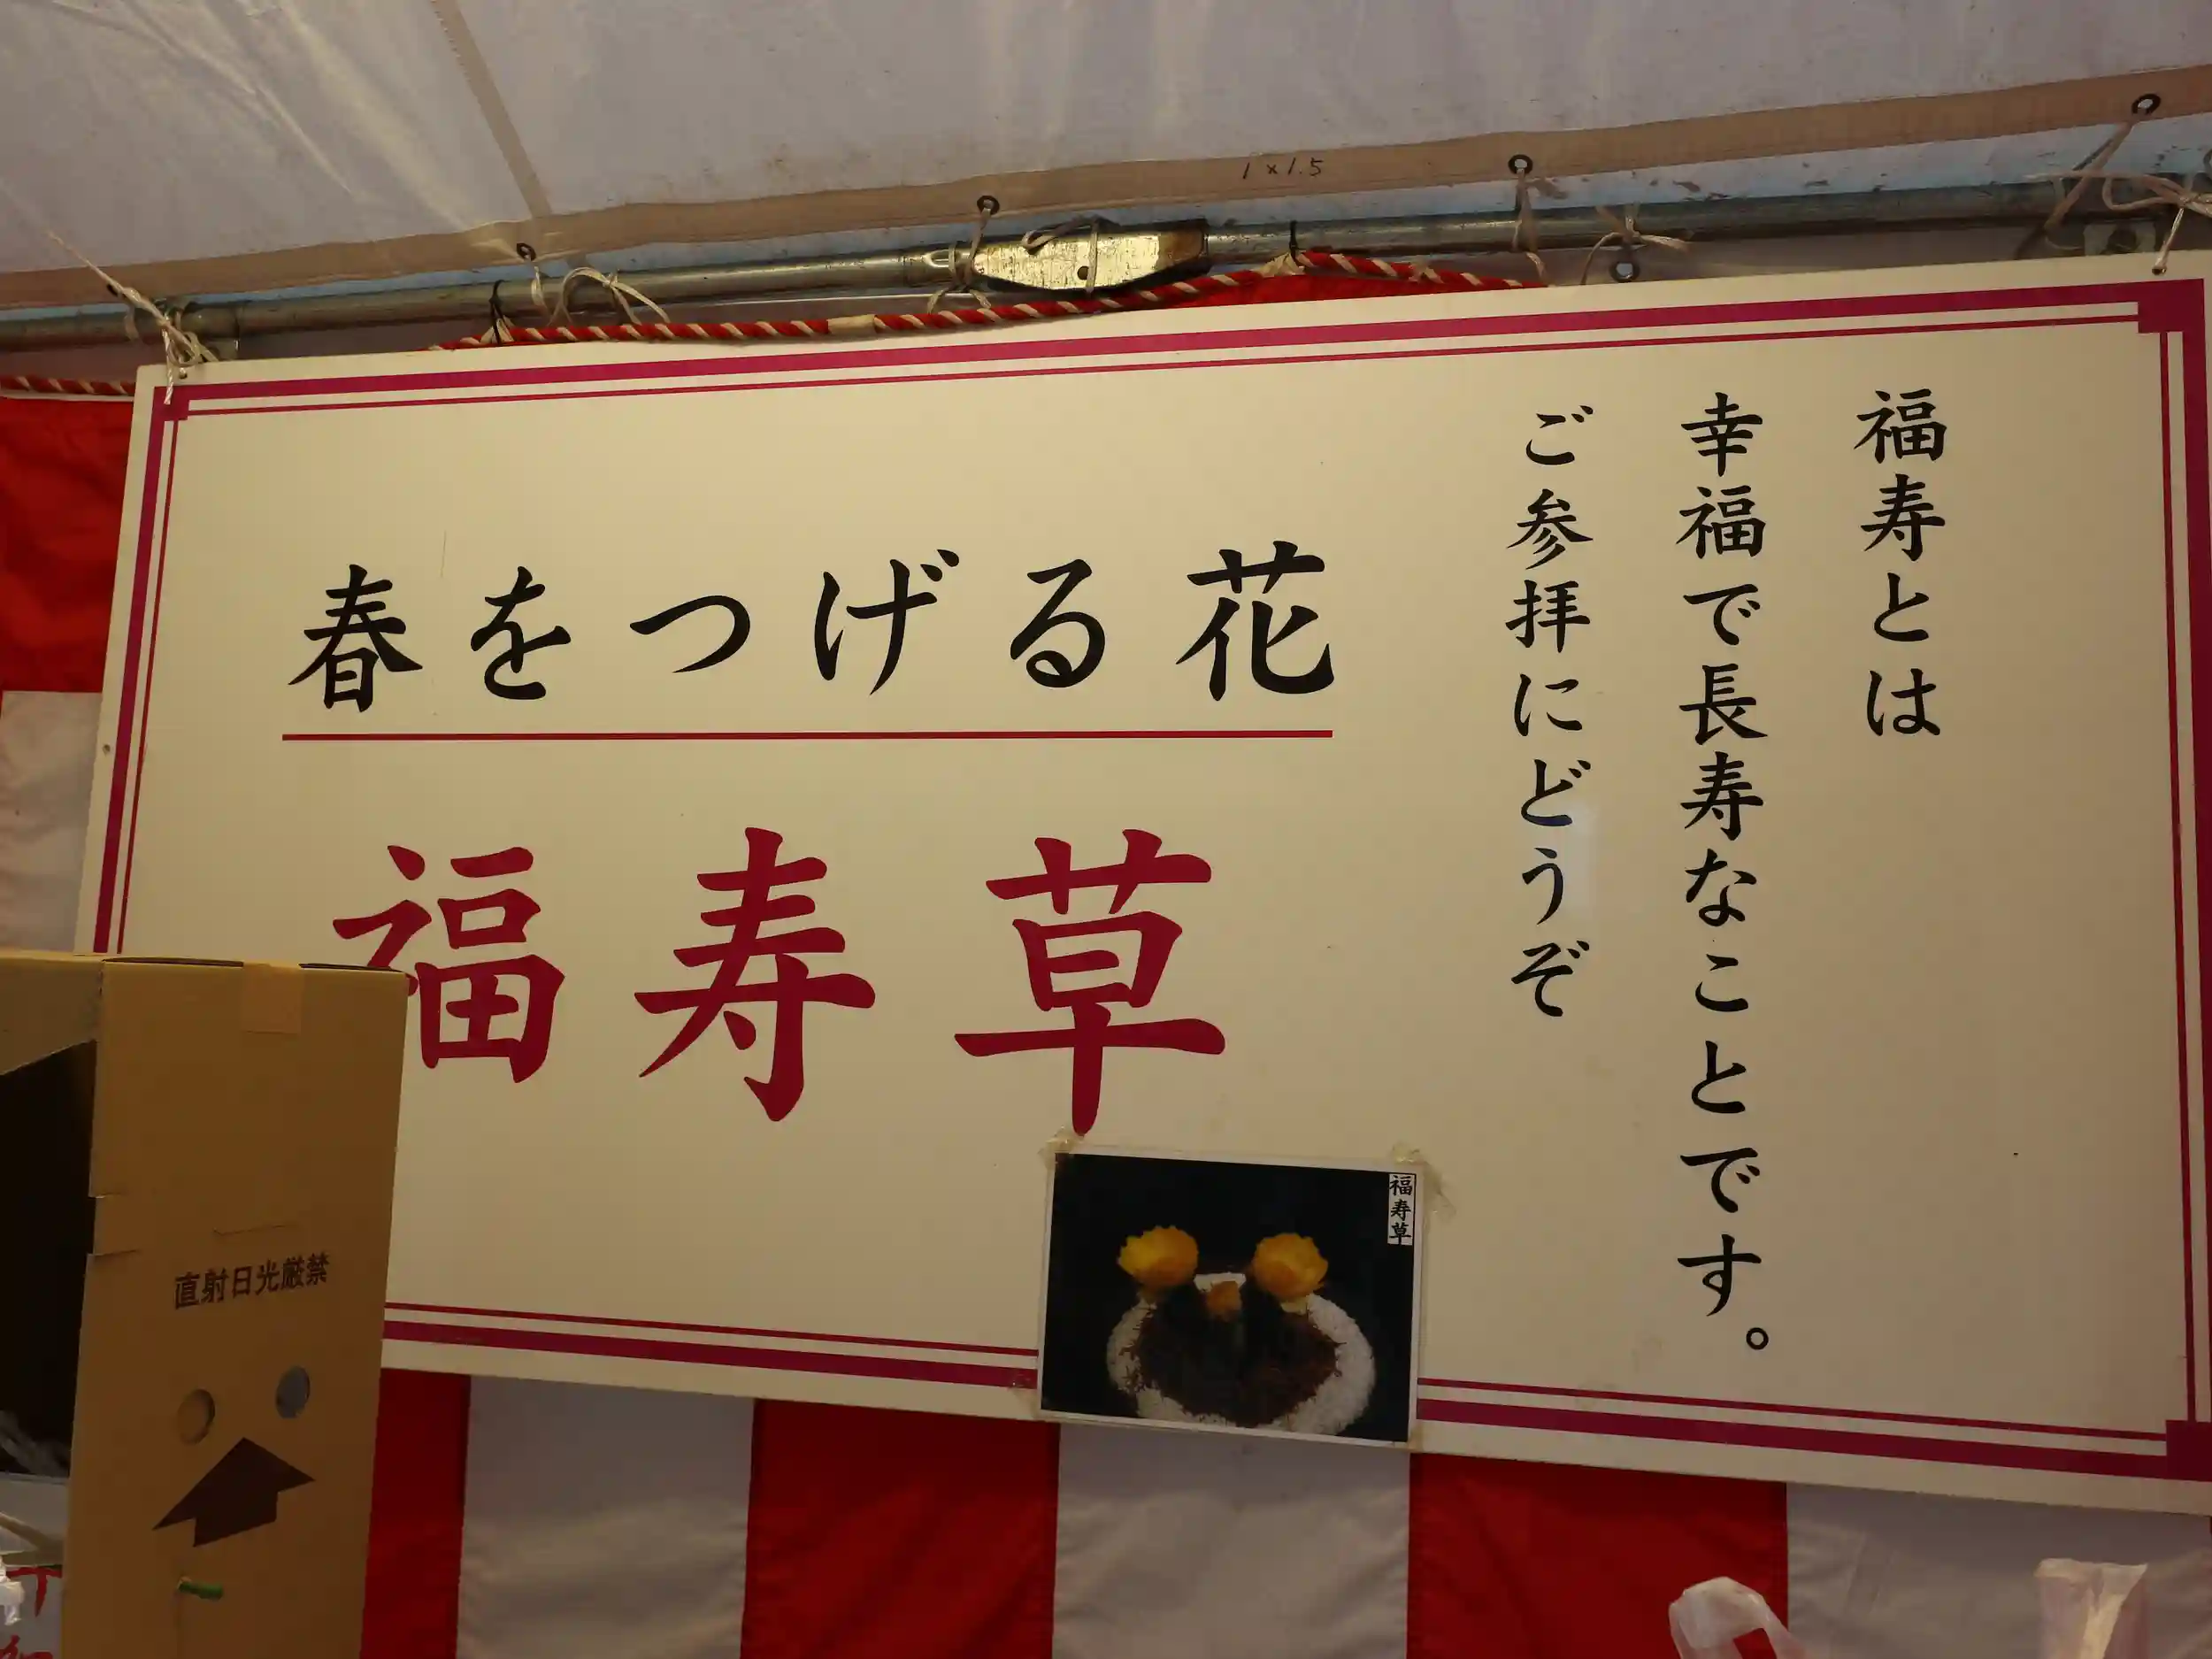 1×1.5
福寿とは
幸福で長寿なことです。
ご参拝にどうぞ
春をつげる花
福寿草
福寿草
直射日光厳禁